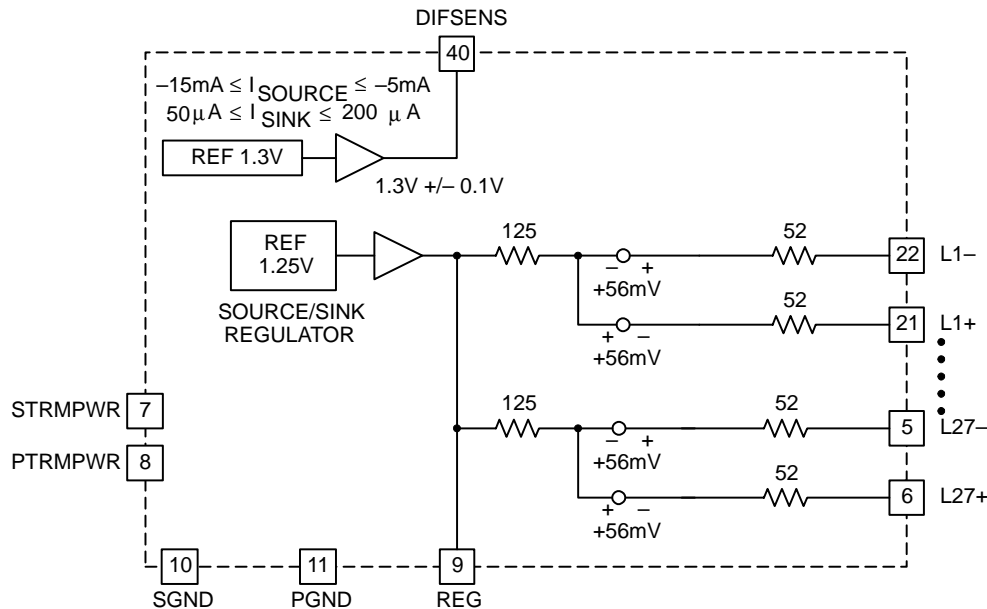 DIFSENS
40
–15mA ≤ I SOURCE ≤ –5mA
50µA ≤ I SINK ≤ 200 µA
REF 1.3V
1.3V +/– 0.1V
REF
1.25V
SOURCE/SINK
REGULATOR
125
52
– +
+56mV
22
L1–
52
+ –
+56mV
21
L1+
STRMPWR
7
PTRMPWR
8
125
52
– +
+56mV
5
L27–
52
+ –
+56mV
6
L27+
10
SGND
11
PGND
9
REG